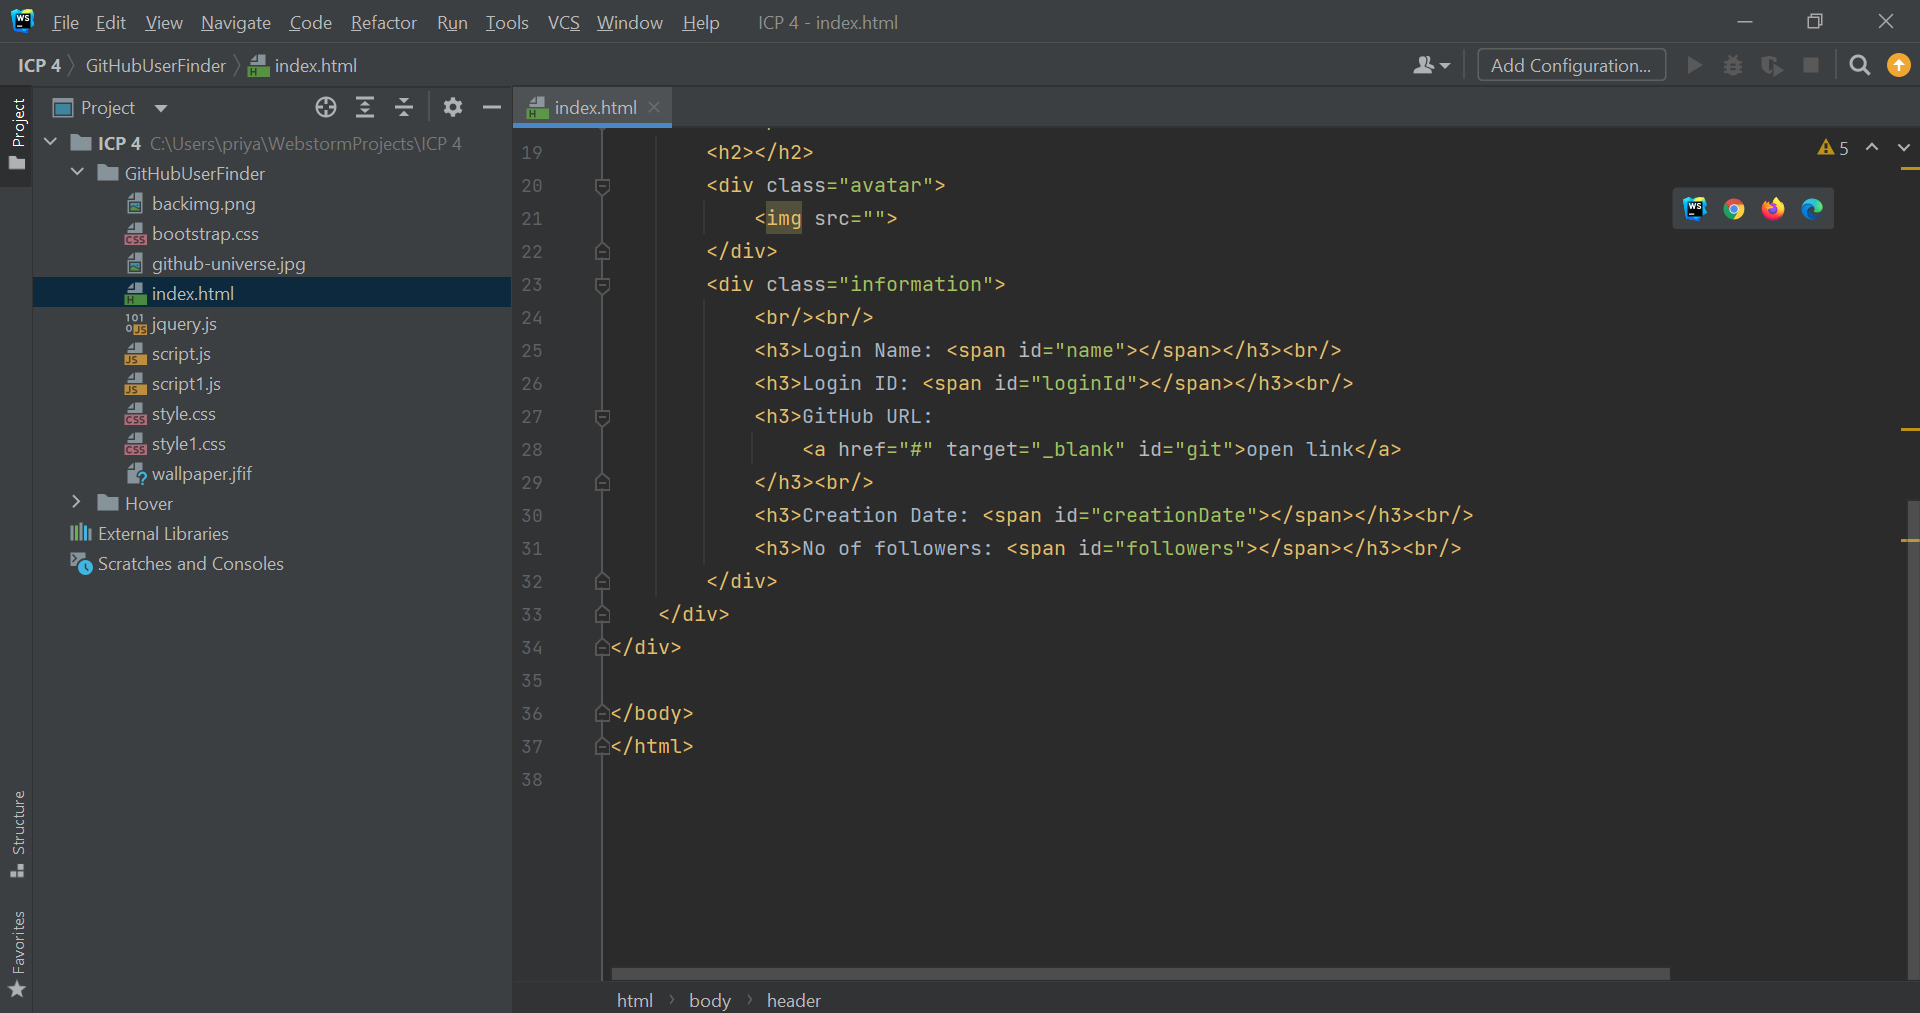 WS File Edit View Navigate Code Refactor Run Tools VCS Window Help ICP 4 - index.html
ICP 4 GitHubUserFinder index.html Add Configuration...
Project
Project
index.html
ICP 4 C:\Users\priya\WebstormProjects\ICP 4
GitHubUserFinder
backimg.png
bootstrap.css
github-universe.jpg
index.html
jquery.js
script.js
script1.js
style.css
style1.css
wallpaper.jfif
Hover
External Libraries
Scratches and Consoles
Structure
Favorites
5
WS
19 <h2></h2>
20 <div class="avatar">
21 <img src="">
22 </div>
23 <div class="information">
24 <br/><br/>
25 <h3>Login Name: <span id="name"></span></h3><br/>
26 <h3>Login ID: <span id="loginId"></span></h3><br/>
27 <h3>GitHub URL:
28 <a href="#" target="_blank" id="git">open link</a>
29 </h3><br/>
30 <h3>Creation Date: <span id="creationDate"></span></h3><br/>
31 <h3>No of followers: <span id="followers"></span></h3><br/>
32 </div>
33 </div>
34 </div>
35
36 </body>
37 </html>
38
html › body › header